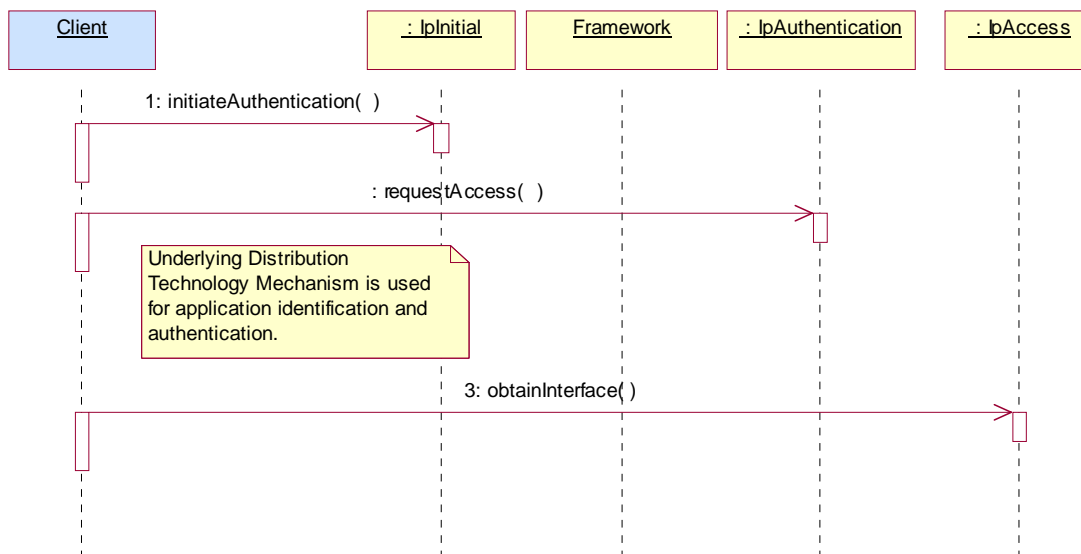 Client
: IpInitial
Framework
: IpAuthentication
: IpAccess
1: initiateAuthentication( )
: requestAccess( )
Underlying Distribution
Technology Mechanism is used
for application identification and
authentication.
3: obtainInterface( )